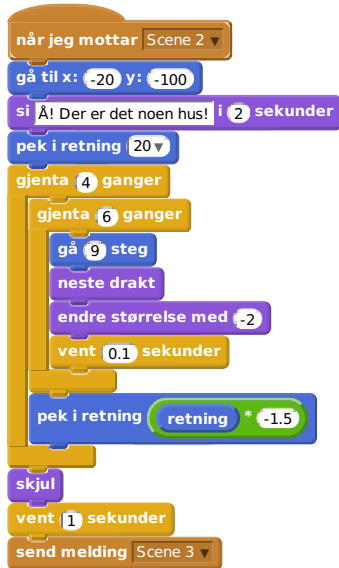 når jeg mottar Scene 2
gå til x: -20 y: -100
si Å! Der er det noen hus! i 2 sekunder
pek i retning 20
gjenta 4 ganger
gjenta 6 ganger
gå 9 steg
neste drakt
endre størrelse med -2
vent 0.1 sekunder
pek i retning retning * -1.5
skjul
vent 1 sekunder
send melding Scene 3